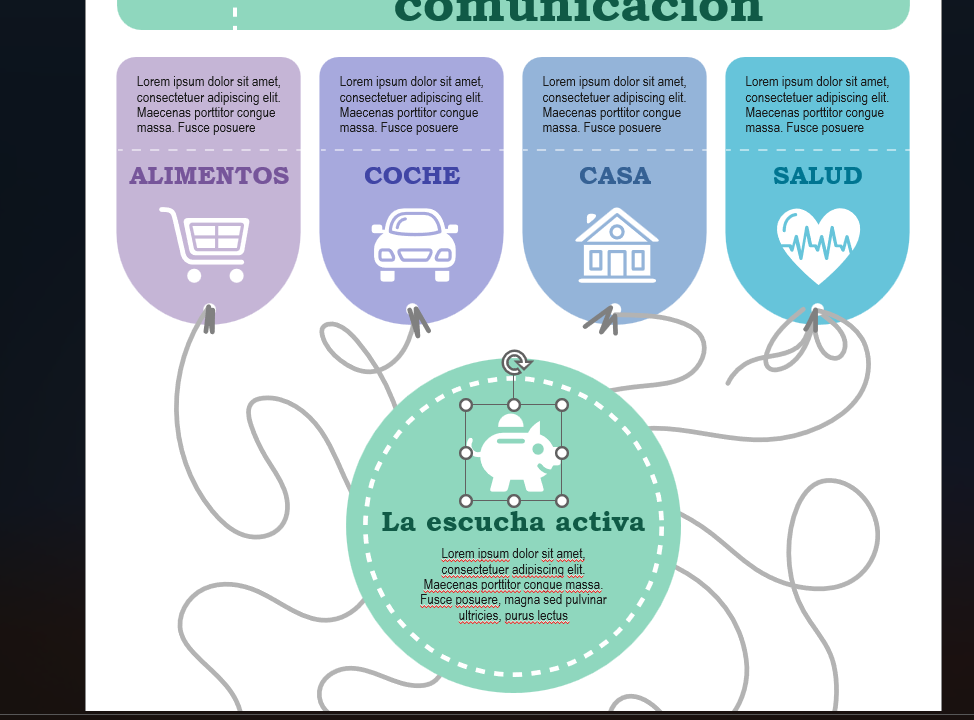 comunicación
Lorem ipsum dolor sit amet,
consectetuer adipiscing elit.
Maecenas porttitor congue
massa. Fusce posuere
ALIMENTOS
Lorem ipsum dolor sit amet,
consectetuer adipiscing elit.
Maecenas porttitor congue
massa. Fusce posuere
COCHE
Lorem ipsum dolor sit amet,
consectetuer adipiscing elit.
Maecenas porttitor congue
massa. Fusce posuere
CASA
Lorem ipsum dolor sit amet,
consectetuer adipiscing elit.
Maecenas porttitor congue
massa. Fusce posuere
SALUD
La escucha activa
Lorem ipsum dolor sit amet,
consectetuer adipiscing elit.
Maecenas porttitor congue massa.
Fusce posuere, magna sed pulvinar
ultricies, purus lectus